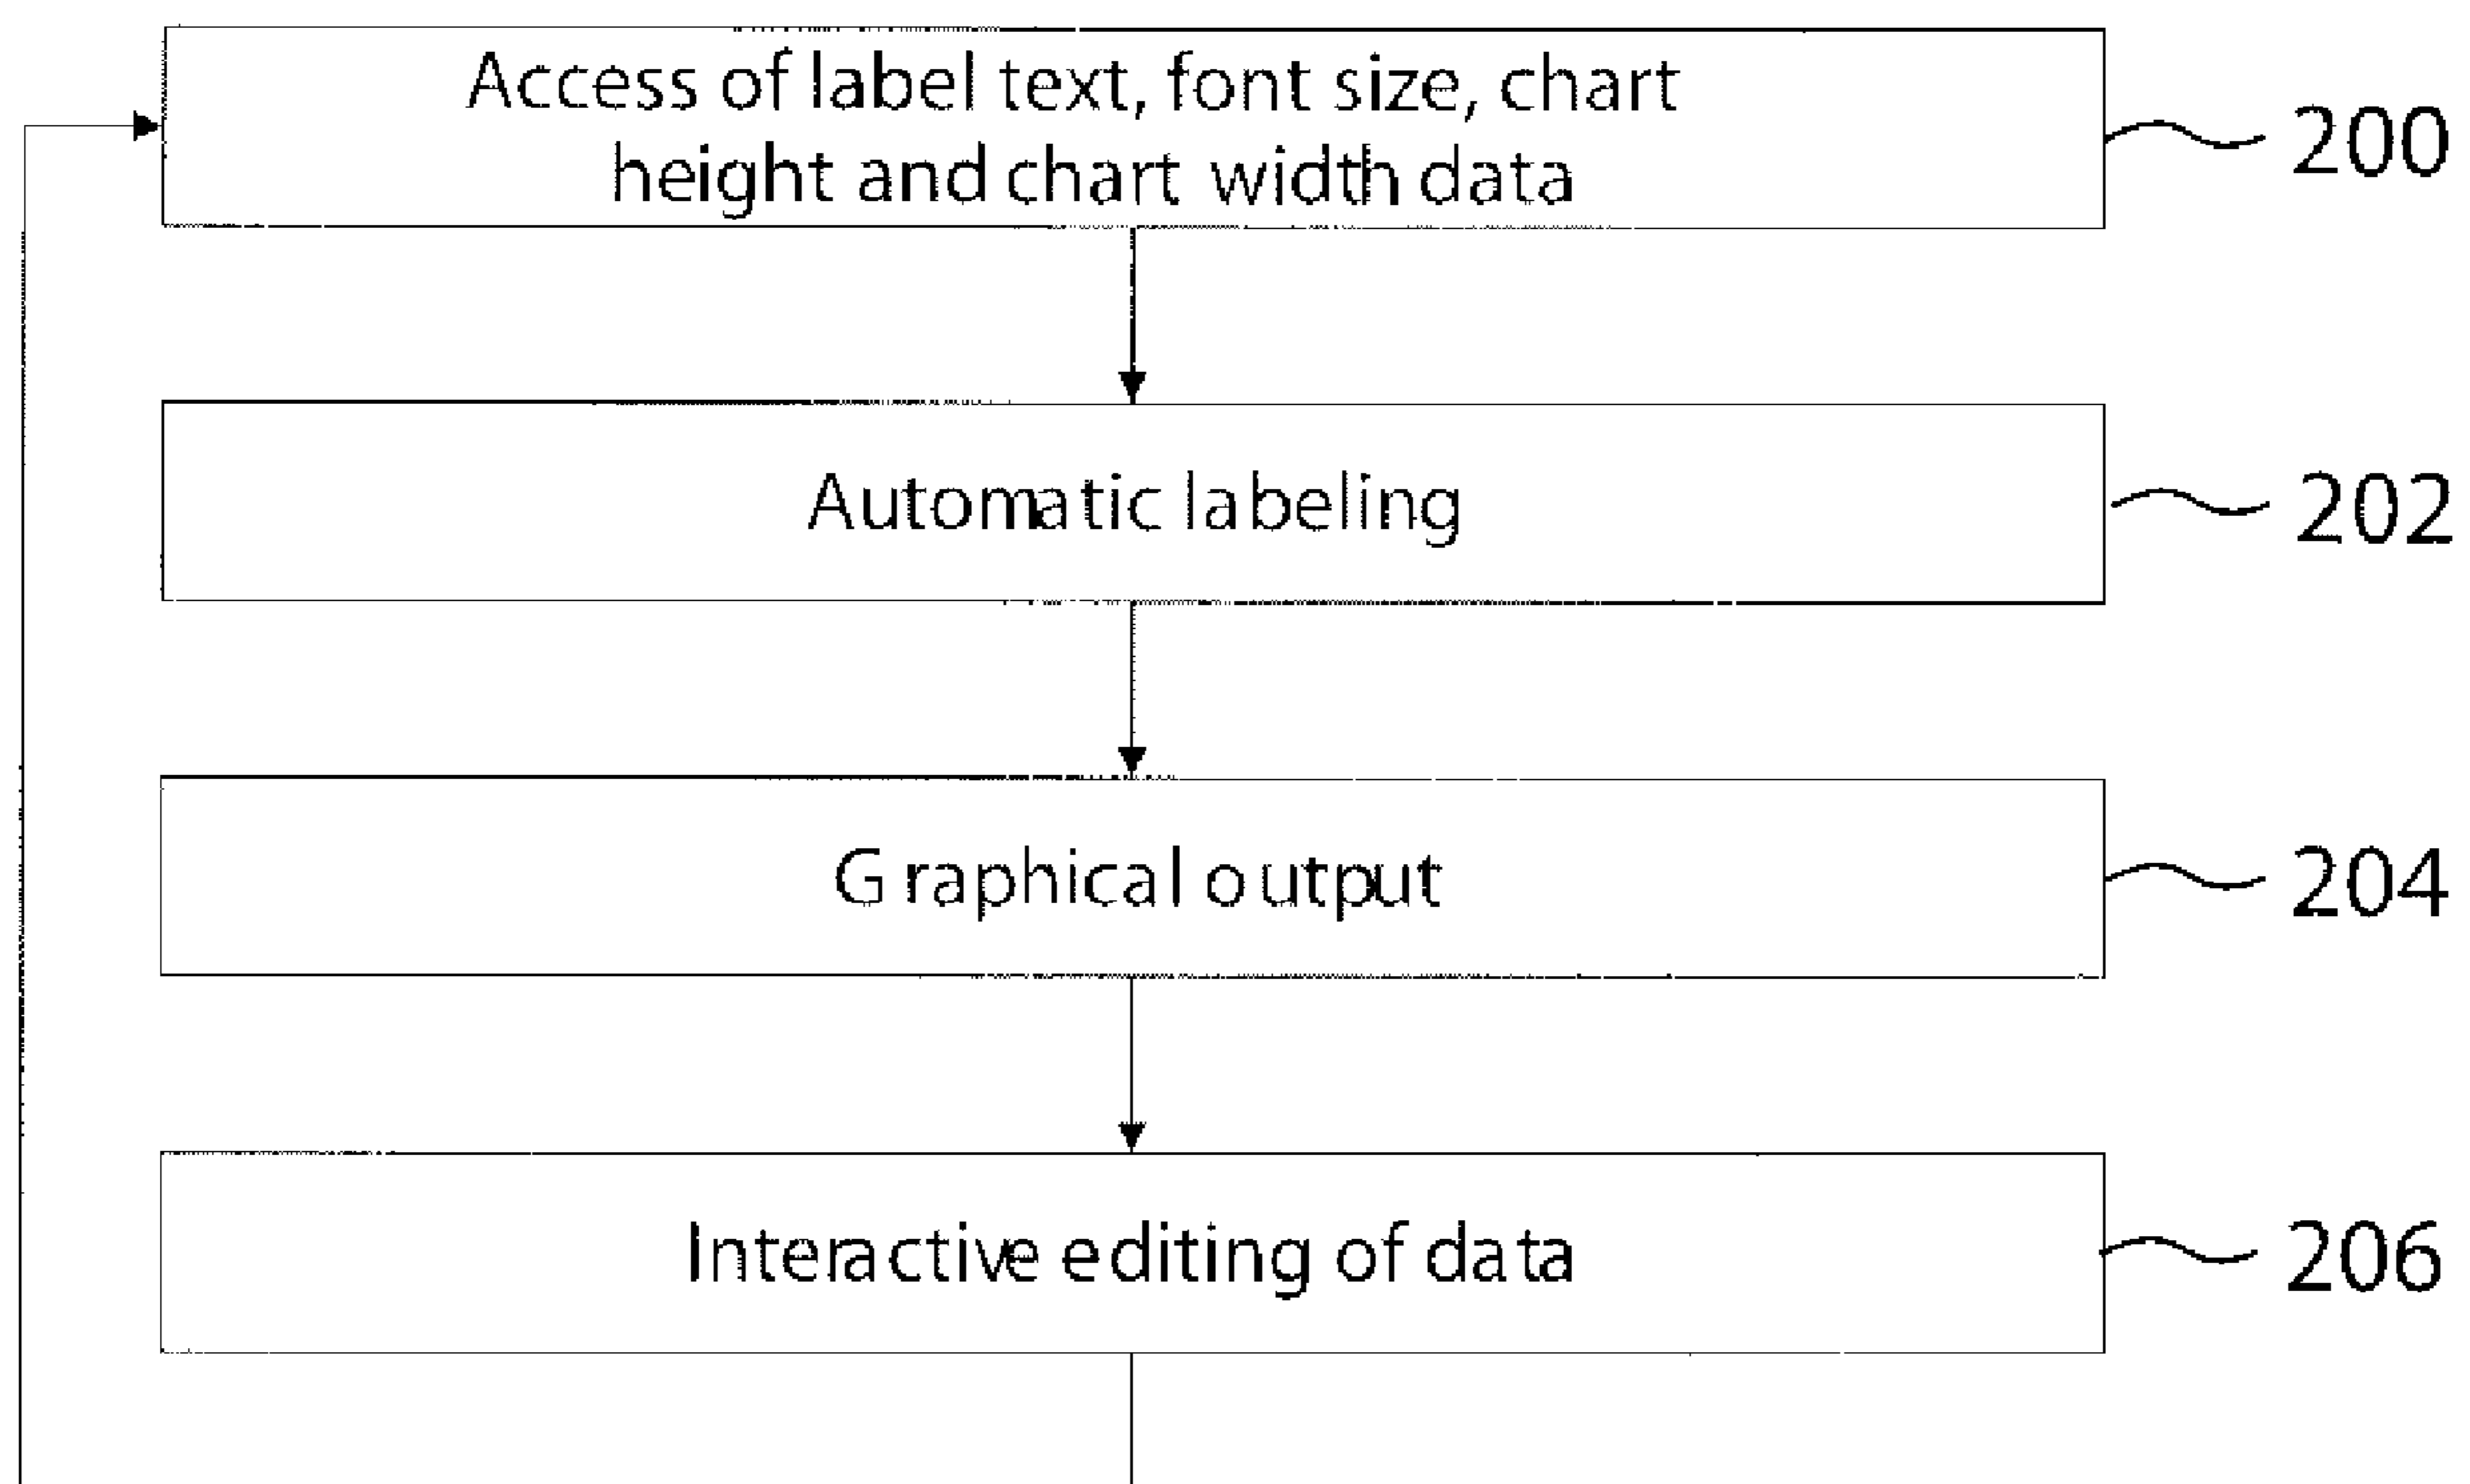 Access of label text, font size, chart
height and chart width data
200
Automatic labeling
202
Graphical output
204
Interactive editing of data
206